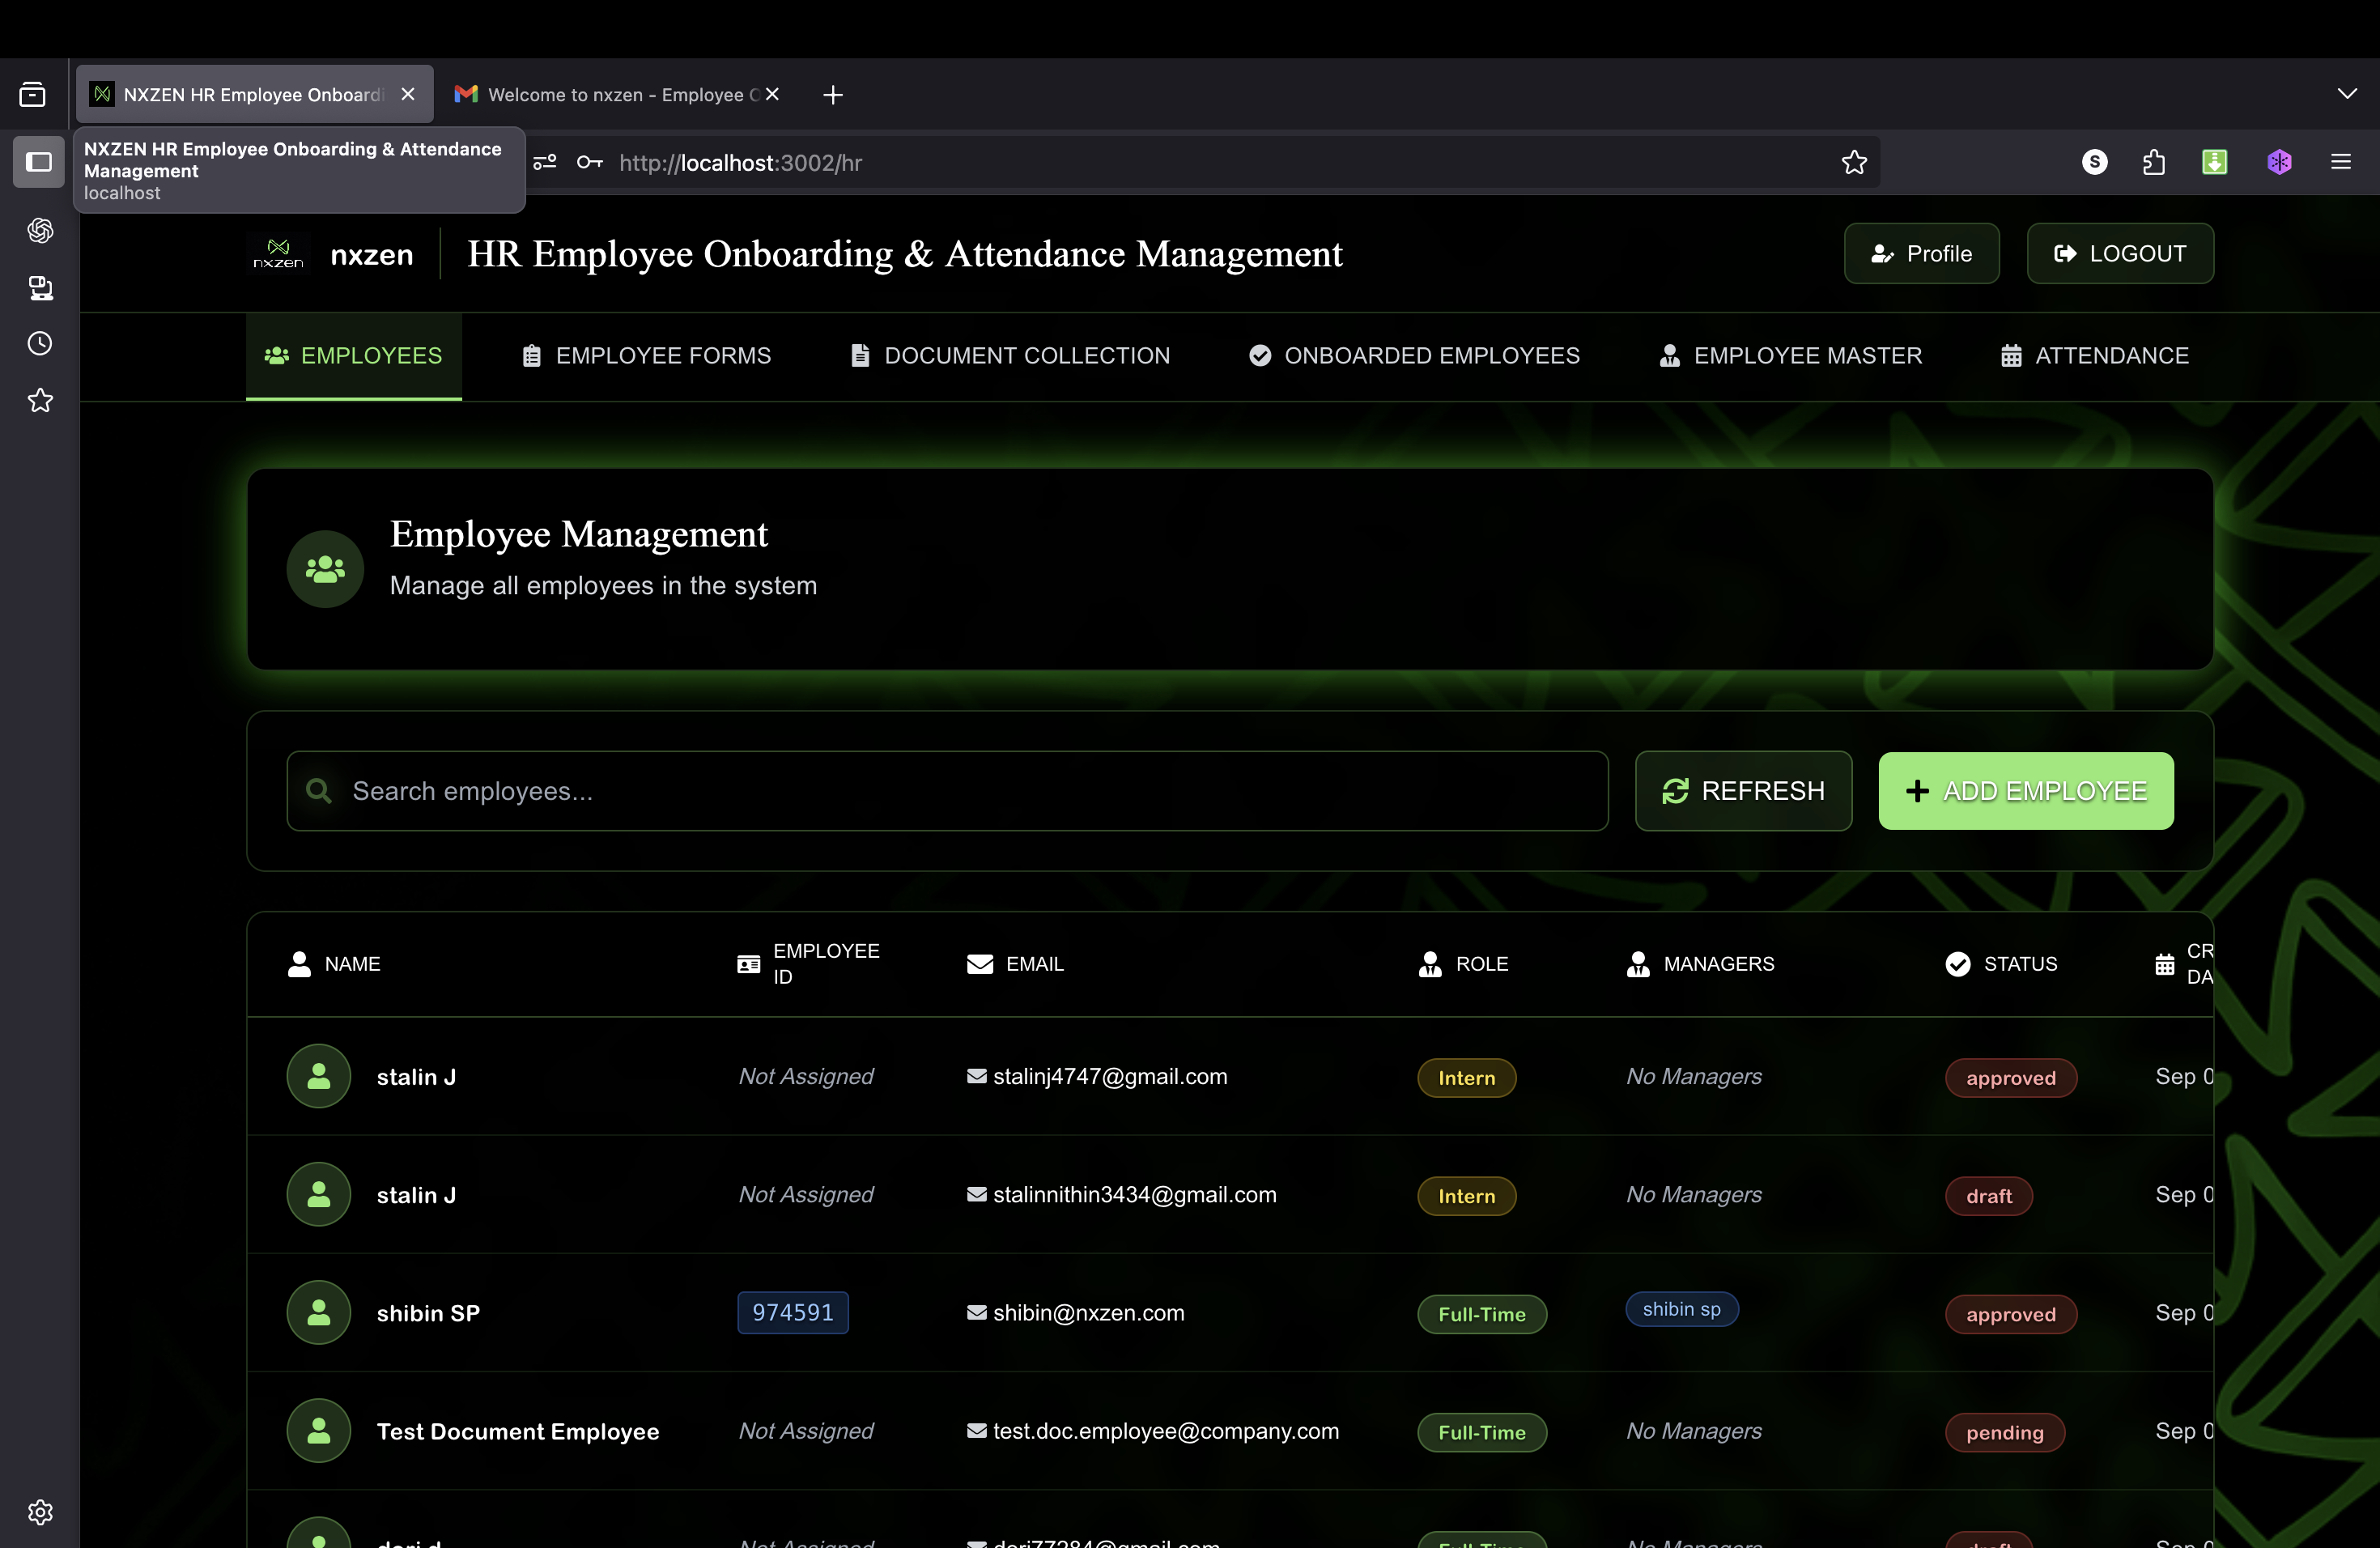 NXZEN HR Employee Onboardi
Welcome to nxzen - Employee O
NXZEN HR Employee Onboarding & Attendance
Management
localhost
http://localhost:3002/hr
S
nxzen
nxzen
HR Employee Onboarding & Attendance Management
Profile
LOGOUT
EMPLOYEES
EMPLOYEE FORMS
DOCUMENT COLLECTION
ONBOARDED EMPLOYEES
EMPLOYEE MASTER
ATTENDANCE
Employee Management
Manage all employees in the system
Search employees...
REFRESH
ADD EMPLOYEE
NAME
EMPLOYEE
ID
EMAIL
ROLE
MANAGERS
STATUS
CR
DA
stalin J
Not Assigned
stalinj4747@gmail.com
Intern
No Managers
approved
Sep 0
stalin J
Not Assigned
stalinnithin3434@gmail.com
Intern
No Managers
draft
Sep 0
shibin SP
974591
shibin@nxzen.com
Full-Time
shibin sp
approved
Sep 0
Test Document Employee
Not Assigned
test.doc.employee@company.com
Full-Time
No Managers
pending
Sep 0
Not Assigned
Full-Time
No Managers
draft
Sep 0